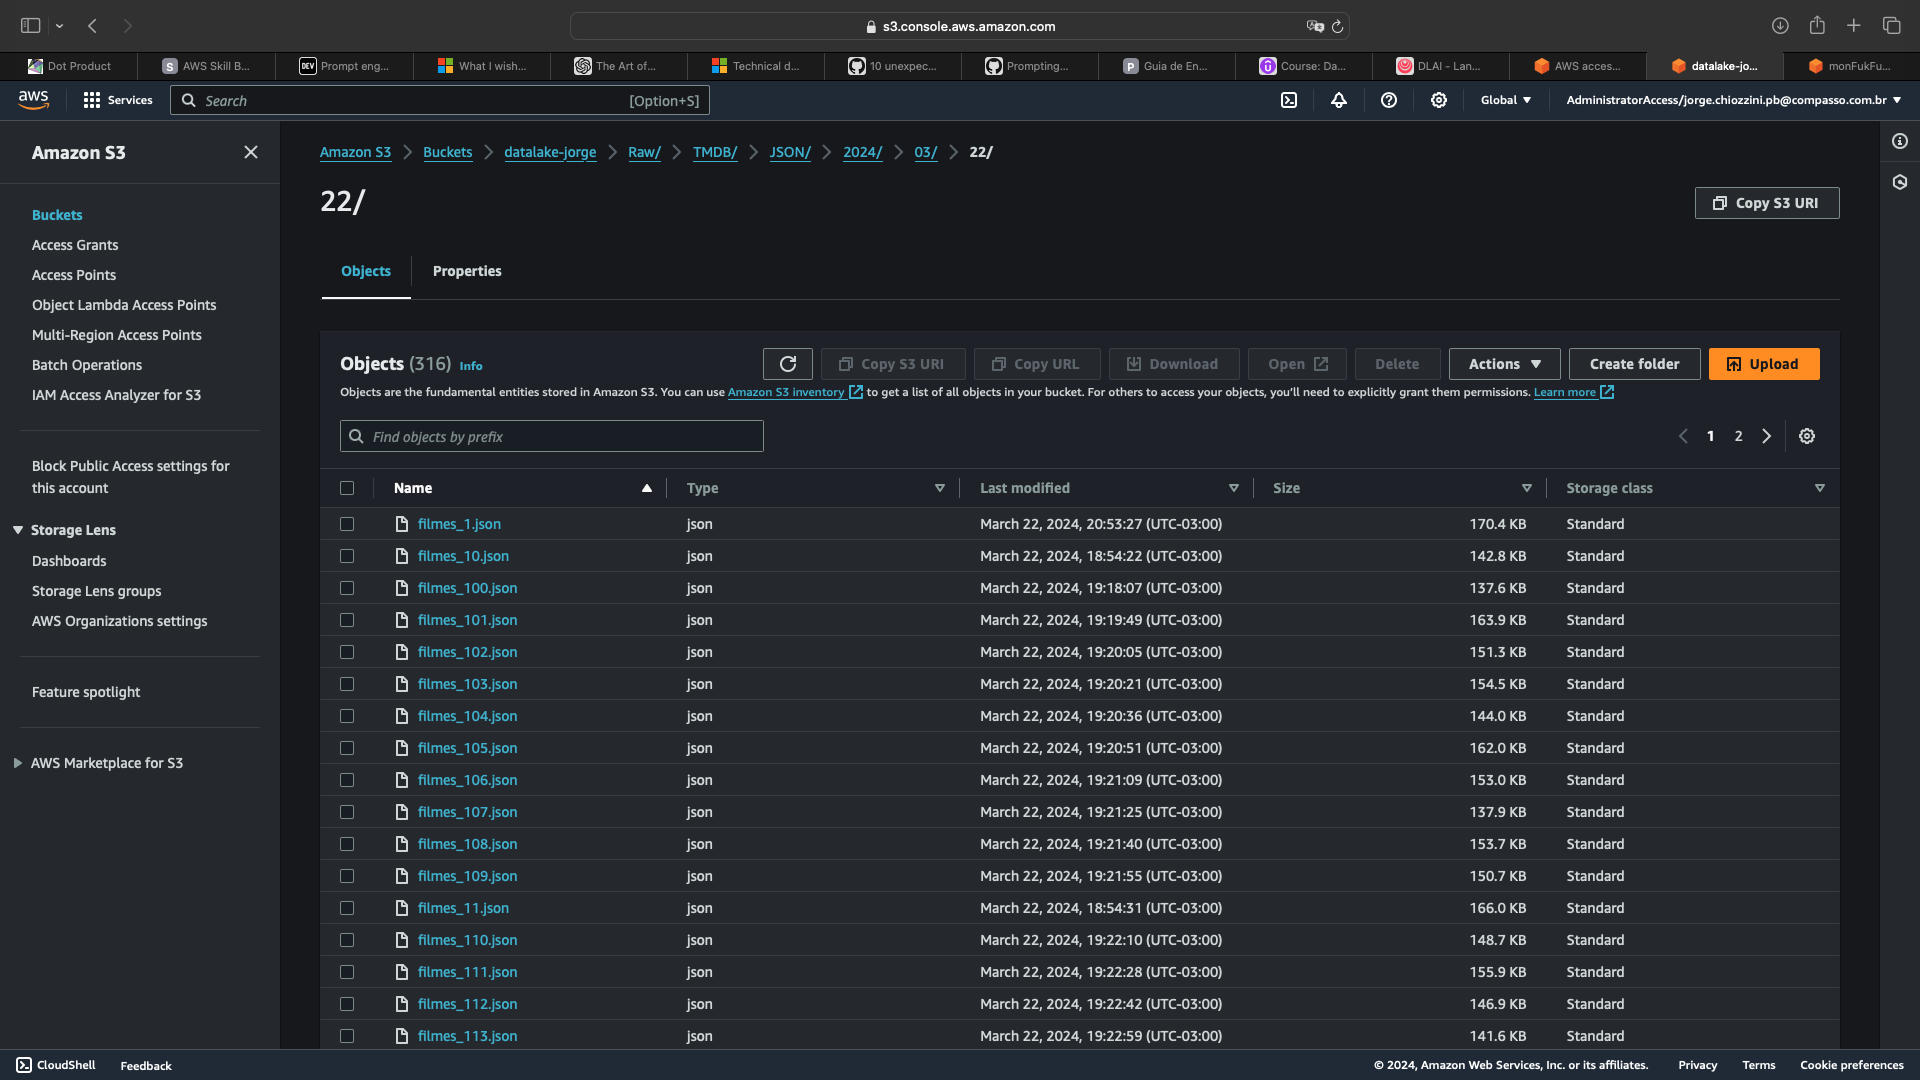 s3.console.aws.amazon.com
Dot Product
AWS Skill B...
Prompt eng...
What I wish...
The Art of...
Technical d...
10 unexpec...
Prompting...
Guia de En...
Course: Da...
DLAI - Lan...
AWS acces...
datalake-jo...
monFukFu...
aws
Services
Search
[Option+S]
Global
AdministratorAccess/jorge.chiozzini.pb@compasso.com.br
Amazon S3
Buckets
Access Grants
Access Points
Object Lambda Access Points
Multi-Region Access Points
Batch Operations
IAM Access Analyzer for S3
Block Public Access settings for
this account
Storage Lens
Dashboards
Storage Lens groups
AWS Organizations settings
Feature spotlight
AWS Marketplace for S3
Amazon S3 Buckets datalake-jorge Raw/ TMDB/ JSON/ 2024/ 03/ 22/
22/
Copy S3 URI
Objects
Properties
Objects (316) Info
Copy S3 URI
Copy URL
Download
Open
Delete
Actions
Create folder
Upload
Objects are the fundamental entities stored in Amazon S3. You can use Amazon S3 inventory to get a list of all objects in your bucket. For others to access your objects, you'll need to explicitly grant them permissions. Learn more
Find objects by prefix
1 2
Name Type Last modified Size Storage class
filmes_1.json json March 22, 2024, 20:53:27 (UTC-03:00) 170.4 KB Standard
filmes_10.json json March 22, 2024, 18:54:22 (UTC-03:00) 142.8 KB Standard
filmes_100.json json March 22, 2024, 19:18:07 (UTC-03:00) 137.6 KB Standard
filmes_101.json json March 22, 2024, 19:19:49 (UTC-03:00) 163.9 KB Standard
filmes_102.json json March 22, 2024, 19:20:05 (UTC-03:00) 151.3 KB Standard
filmes_103.json json March 22, 2024, 19:20:21 (UTC-03:00) 154.5 KB Standard
filmes_104.json json March 22, 2024, 19:20:36 (UTC-03:00) 144.0 KB Standard
filmes_105.json json March 22, 2024, 19:20:51 (UTC-03:00) 162.0 KB Standard
filmes_106.json json March 22, 2024, 19:21:09 (UTC-03:00) 153.0 KB Standard
filmes_107.json json March 22, 2024, 19:21:25 (UTC-03:00) 137.9 KB Standard
filmes_108.json json March 22, 2024, 19:21:40 (UTC-03:00) 153.7 KB Standard
filmes_109.json json March 22, 2024, 19:21:55 (UTC-03:00) 150.7 KB Standard
filmes_11.json json March 22, 2024, 18:54:31 (UTC-03:00) 166.0 KB Standard
filmes_110.json json March 22, 2024, 19:22:10 (UTC-03:00) 148.7 KB Standard
filmes_111.json json March 22, 2024, 19:22:28 (UTC-03:00) 155.9 KB Standard
filmes_112.json json March 22, 2024, 19:22:42 (UTC-03:00) 146.9 KB Standard
filmes_113.json json March 22, 2024, 19:22:59 (UTC-03:00) 141.6 KB Standard
CloudShell
Feedback
© 2024, Amazon Web Services, Inc. or its affiliates.
Privacy
Terms
Cookie preferences